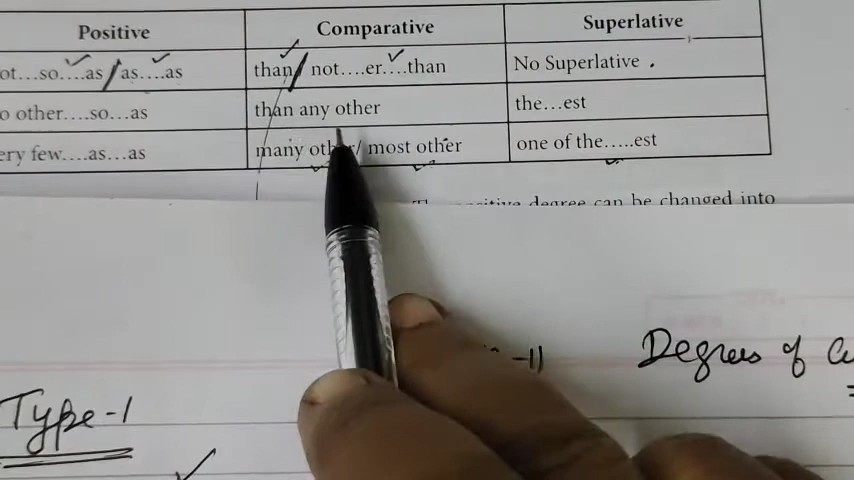 Positive Comparative Superlative
ot...so....as/as....as than/ not....er....than No Superlative .
o other....so...as than any other the...est
ery few....as...as many other/ most other one of the.....est
positive degree can be changed into
-1)
Degrees of
Type-1